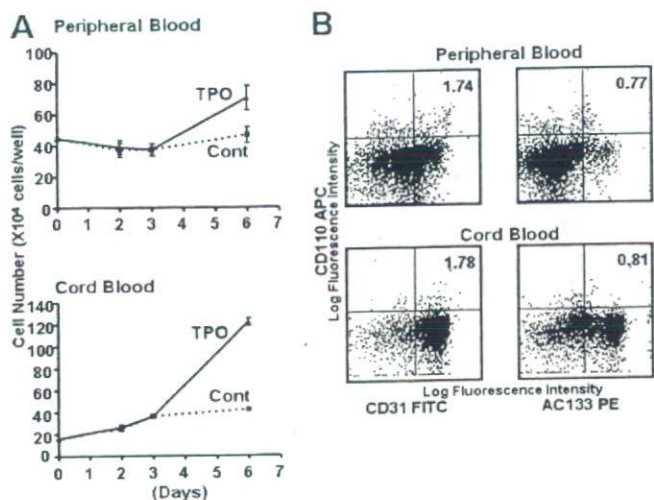 A
Peripheral Blood
100
80
60
40
20
0
TPO
Cont
0 1 2 3 4 5 6 7
Cord Blood
140
120
100
80
60
40
20
0
TPO
Cont
0 1 2 3 4 5 6 7
(Days)
Cell Number (X10⁴ cells/well)
B
Peripheral Blood
1.74
0.77
Cord Blood
1.78
0.81
CD110 APC
Log Fluorescence Intensity
Log Fluorescence Intensity
CD31 FITC
AC133 PE